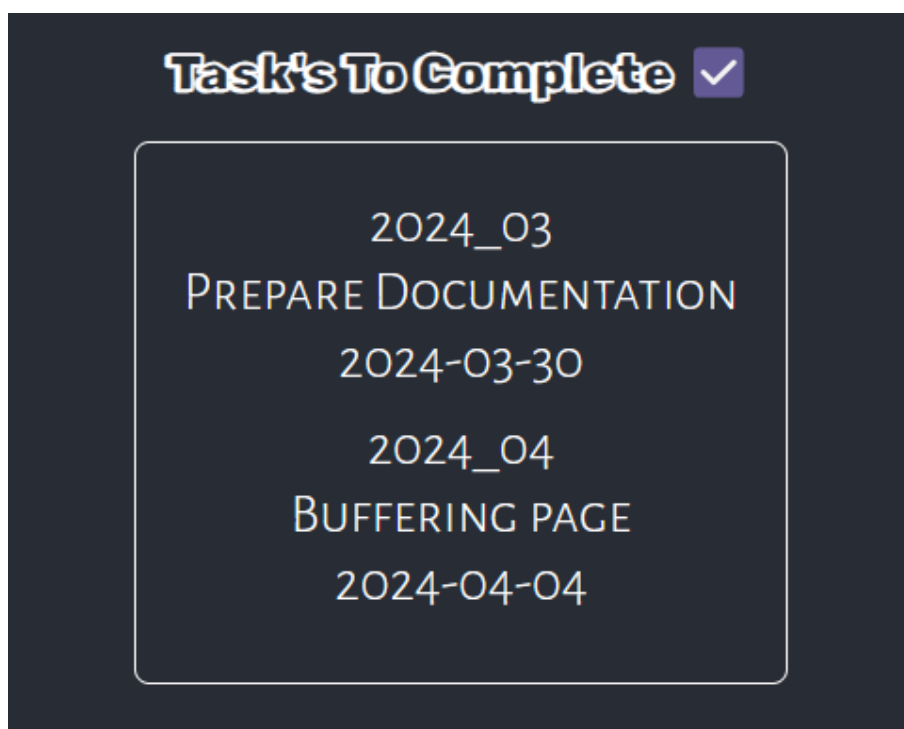 Task's To Complete
2024_03
Prepare Documentation
2024-03-30
2024_04
Buffering page
2024-04-04